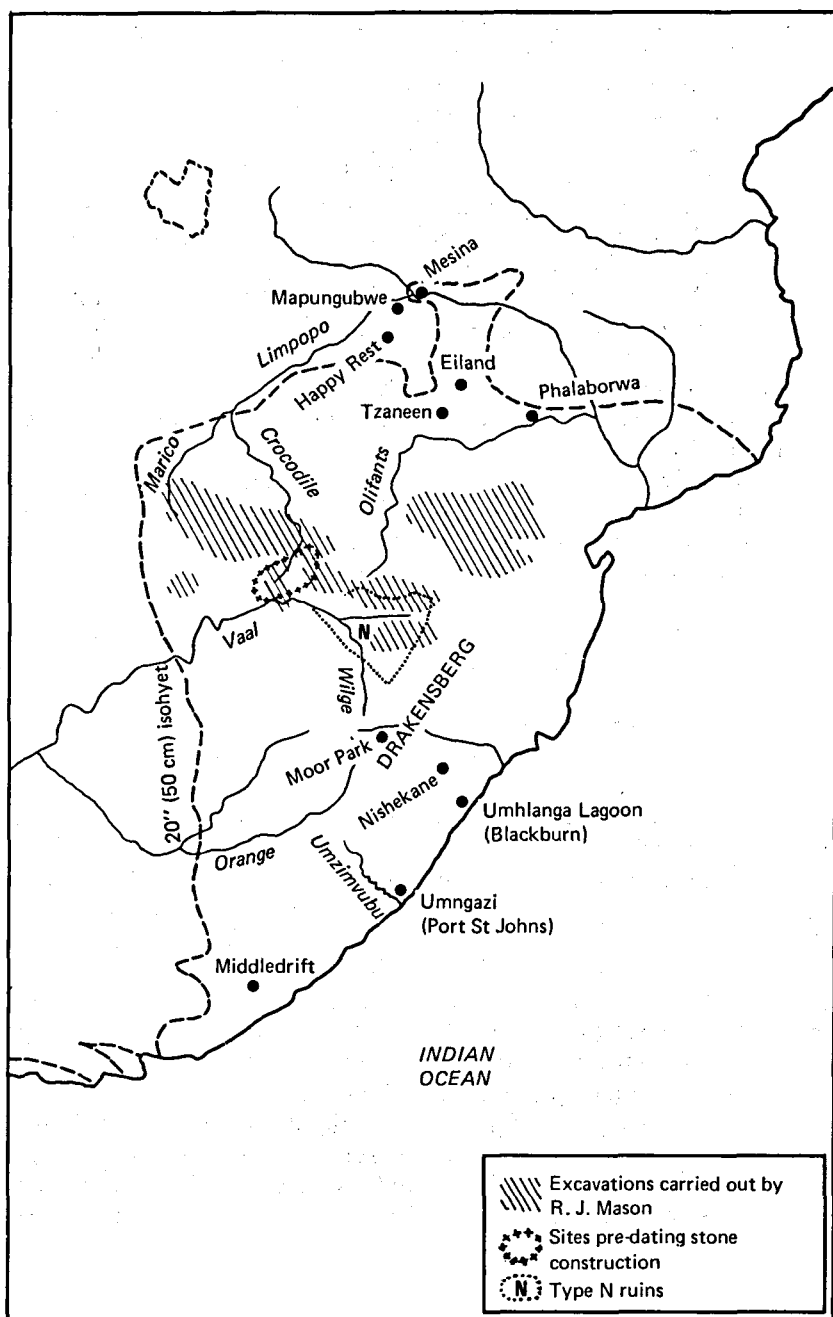 Mesina
Mapungubwe
Limpopo
Happy Rest
Eiland
Phalaborwa
Tzaneen
Marico
Crocodile
Olifants
Vaal
N
Wilge
DRAKENSBERG
20" (50 cm) isohyet
Moor Park
Nishekane
Umhlanga Lagoon
(Blackburn)
Orange
Umzimvubu
Umngazi
(Port St Johns)
Middledrift
INDIAN
OCEAN
Excavations carried out by
R. J. Mason
Sites pre-dating stone
construction
N Type N ruins